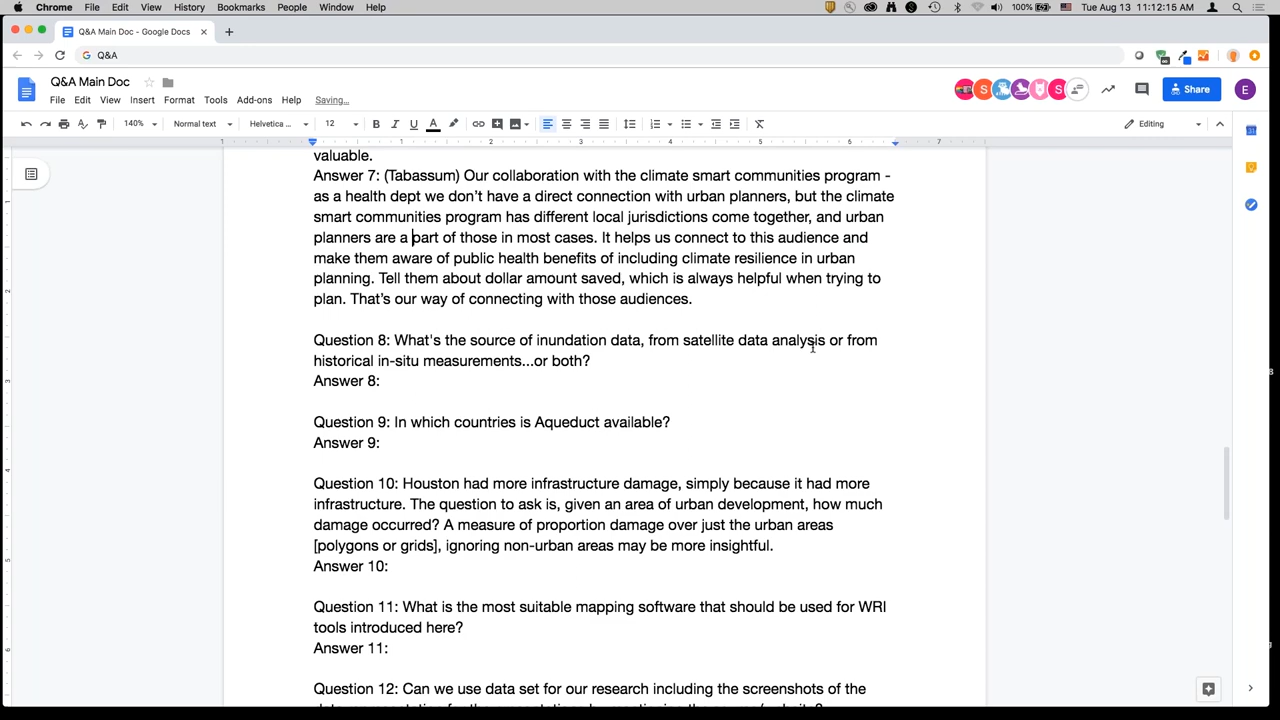 Chrome File Edit View History Bookmarks People Window Help 100% Tue Aug 13 11:12:15 AM
Q&A Main Doc - Google Docs
Q&A
Q&A Main Doc
File Edit View Insert Format Tools Add-ons Help Saving...
S S Share E
140% Normal text Helvetica ... 12 B I U A Editing
1 1 2 3 4 5 6 7
valuable.
Answer 7: (Tabassum) Our collaboration with the climate smart communities program -
as a health dept we don't have a direct connection with urban planners, but the climate
smart communities program has different local jurisdictions come together, and urban
planners are a part of those in most cases. It helps us connect to this audience and
make them aware of public health benefits of including climate resilience in urban
planning. Tell them about dollar amount saved, which is always helpful when trying to
plan. That's our way of connecting with those audiences.
Question 8: What's the source of inundation data, from satellite data analysis or from
historical in-situ measurements...or both?
Answer 8:
Question 9: In which countries is Aqueduct available?
Answer 9:
Question 10: Houston had more infrastructure damage, simply because it had more
infrastructure. The question to ask is, given an area of urban development, how much
damage occurred? A measure of proportion damage over just the urban areas
[polygons or grids], ignoring non-urban areas may be more insightful.
Answer 10:
Question 11: What is the most suitable mapping software that should be used for WRI
tools introduced here?
Answer 11:
Question 12: Can we use data set for our research including the screenshots of the